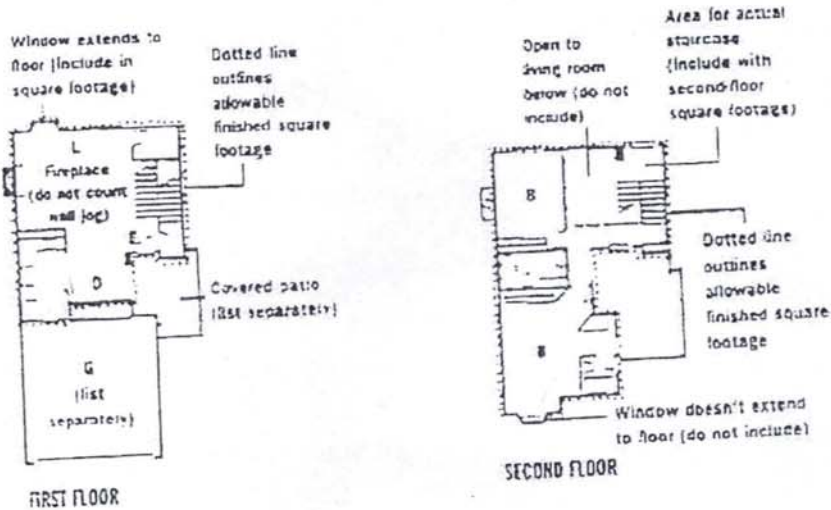 Window extends to
floor (Include in
square footage)
Dotted line
outlines
allowable
finished square
footage
L
Fireplace
(do not count
wall jog)
E
D
Covered patio
(list separately)
G
(list
separately)
FIRST FLOOR
Open to
living room
below (do not
include)
Area for actual
staircase
(Include with
second-floor
square footage)
B
B
B
Dotted line
outlines
allowable
finished square
footage
Window doesn't extend
to floor (do not include)
SECOND FLOOR